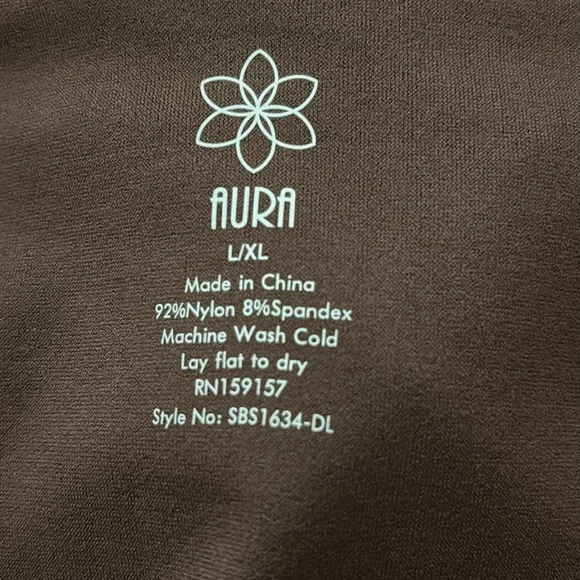 AURA
L/XL
Made in China
92%Nylon 8%Spandex
Machine Wash Cold
Lay flat to dry
RN159157
Style No: SBS1634-DL